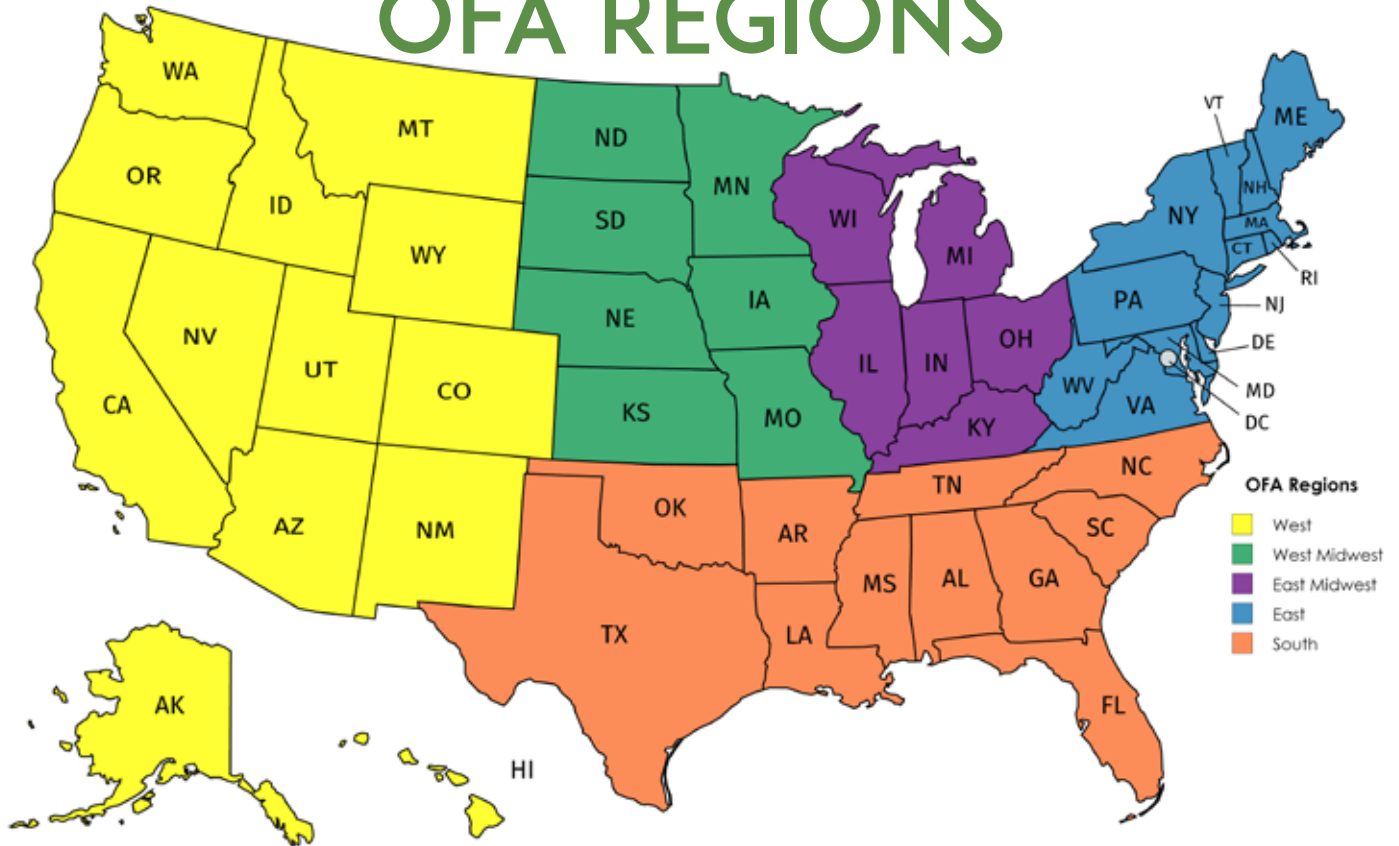 OFA REGIONS
WA
MT
ND
MN
OR
ID
WY
SD
WI
MI
VT
ME
NH
NY
MA
CT
RI
NV
UT
CO
NE
IA
IL
IN
OH
PA
NJ
DE
MD
DC
CA
KS
MO
KY
WV
VA
AZ
NM
OK
AR
TN
NC
SC
TX
LA
MS
AL
GA
FL
AK
HI
OFA Regions
West
West Midwest
East Midwest
East
South